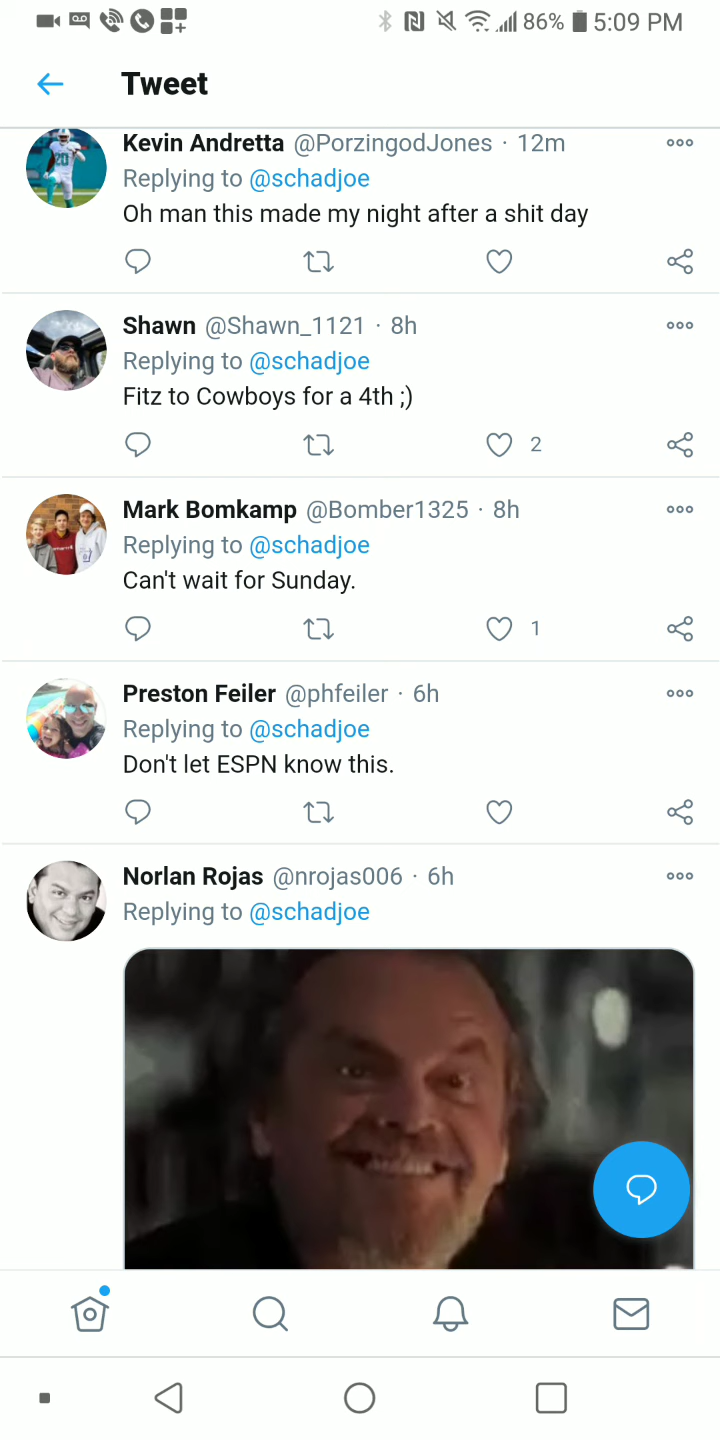 86% 5:09 PM
Tweet
Kevin Andretta @PorzingodJones · 12m
Replying to @schadjoe
Oh man this made my night after a shit day
Shawn @Shawn_1121 · 8h
Replying to @schadjoe
Fitz to Cowboys for a 4th ;)
2
Mark Bomkamp @Bomber1325 · 8h
Replying to @schadjoe
Can't wait for Sunday.
1
Preston Feiler @phfeiler · 6h
Replying to @schadjoe
Don't let ESPN know this.
Norlan Rojas @nrojas006 · 6h
Replying to @schadjoe